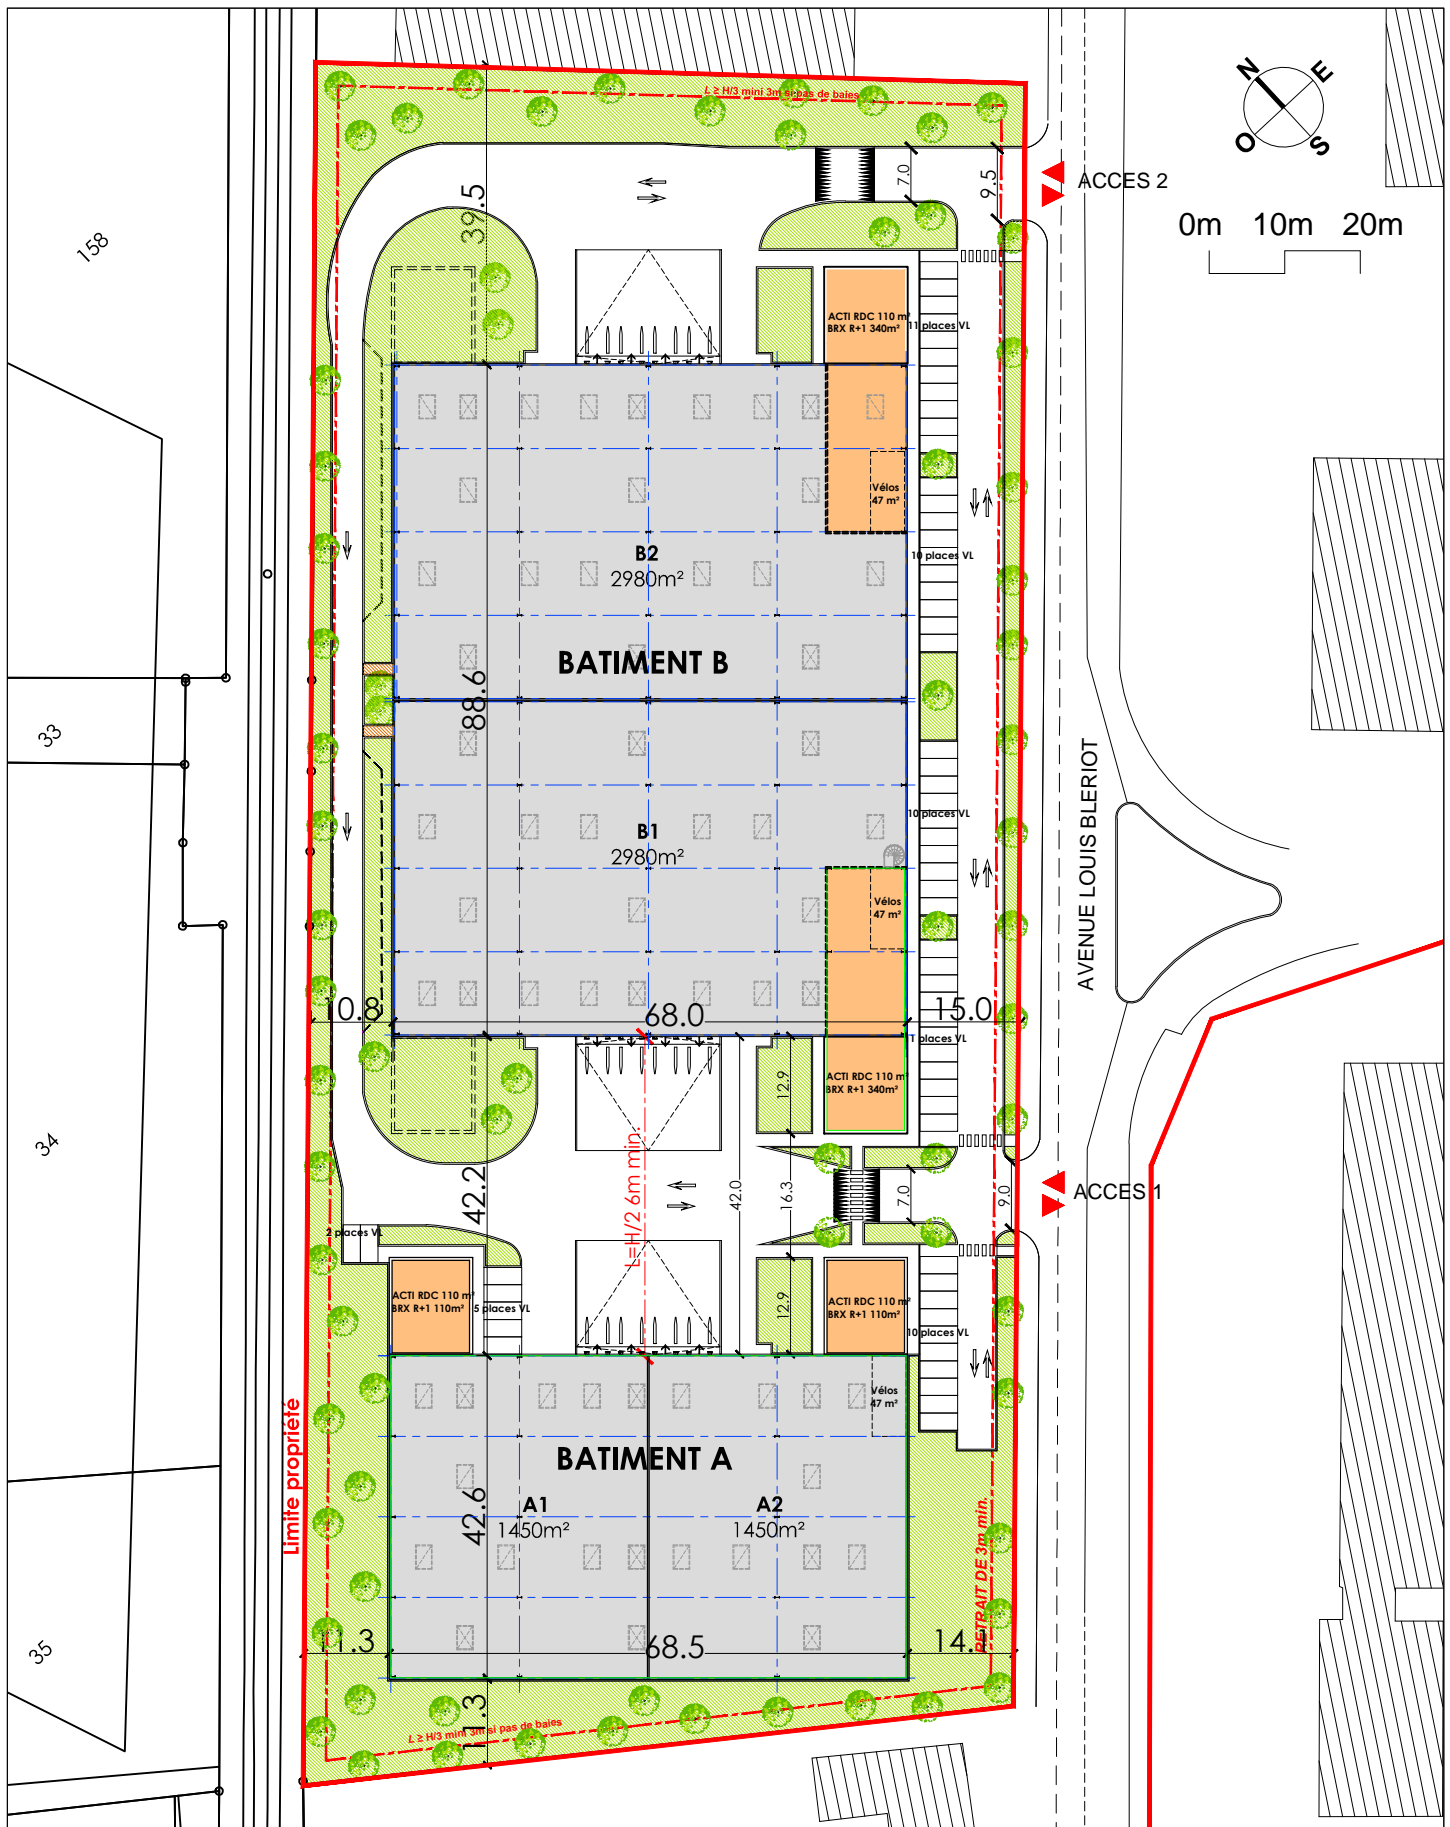 L ≥ H/3 mini 3m si pas de baies
N
E
O
S
ACCES 2
0m 10m 20m
7.0
9.5
39.5
158
ACTI RDC 110 m²
BRX R+1 340m²
11 places VL
Vélos
47 m²
10 places VL
B2
2980m²
BATIMENT B
88.6
33
10 places VL
B1
2980m²
AVENUE LOUIS BLERIOT
Vélos
47 m²
10.8
68.0
15.0
places VL
ACTI RDC 110 m²
BRX R+1 340m²
12.9
34
L=H/2 6m min.
42.2
42.0
16.3
7.0
9.0
ACCES 1
2 places VL
ACTI RDC 110 m²
BRX R+1 110m²
5 places VL
12.9
ACTI RDC 110 m²
BRX R+1 110m²
10 places VL
Vélos
47 m²
Limite propriété
BATIMENT A
42.6
A1
1450m²
A2
1450m²
RETRAIT DE 3m min.
35
11.3
68.5
14.1
11.3
L ≥ H/3 mini 3m si pas de baies